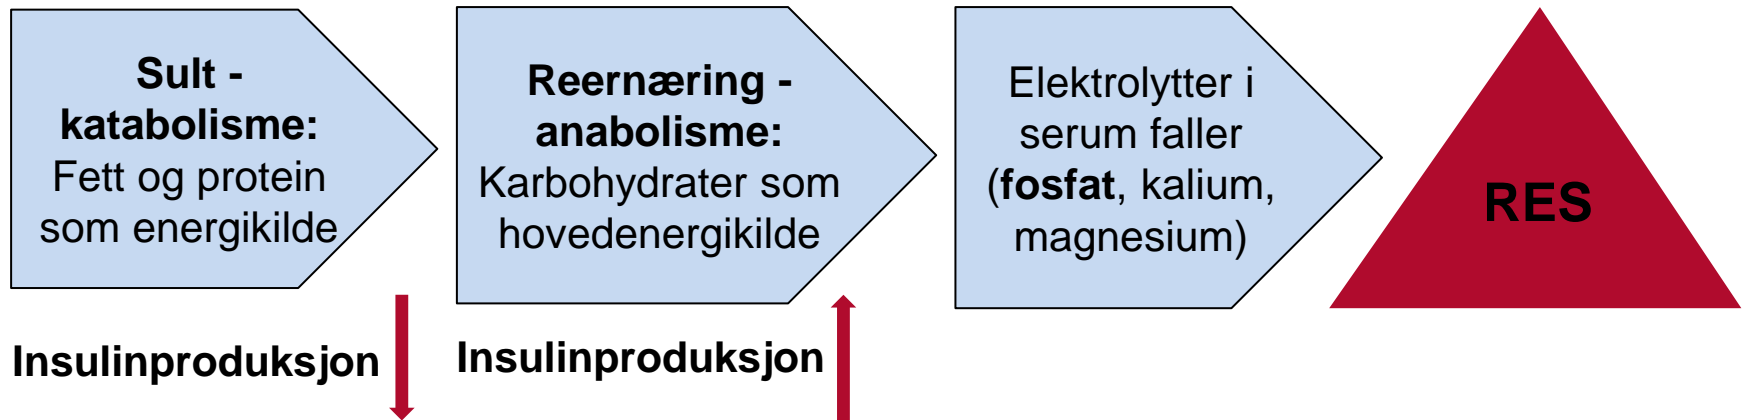 Sult -
katabolisme:
Fett og protein
som energikilde
Insulinproduksjon
Reernæring -
anabolisme:
Karbohydrater som
hovedenergikilde
Insulinproduksjon
Elektrolytter i
serum faller
(fosfat, kalium,
magnesium)
RES